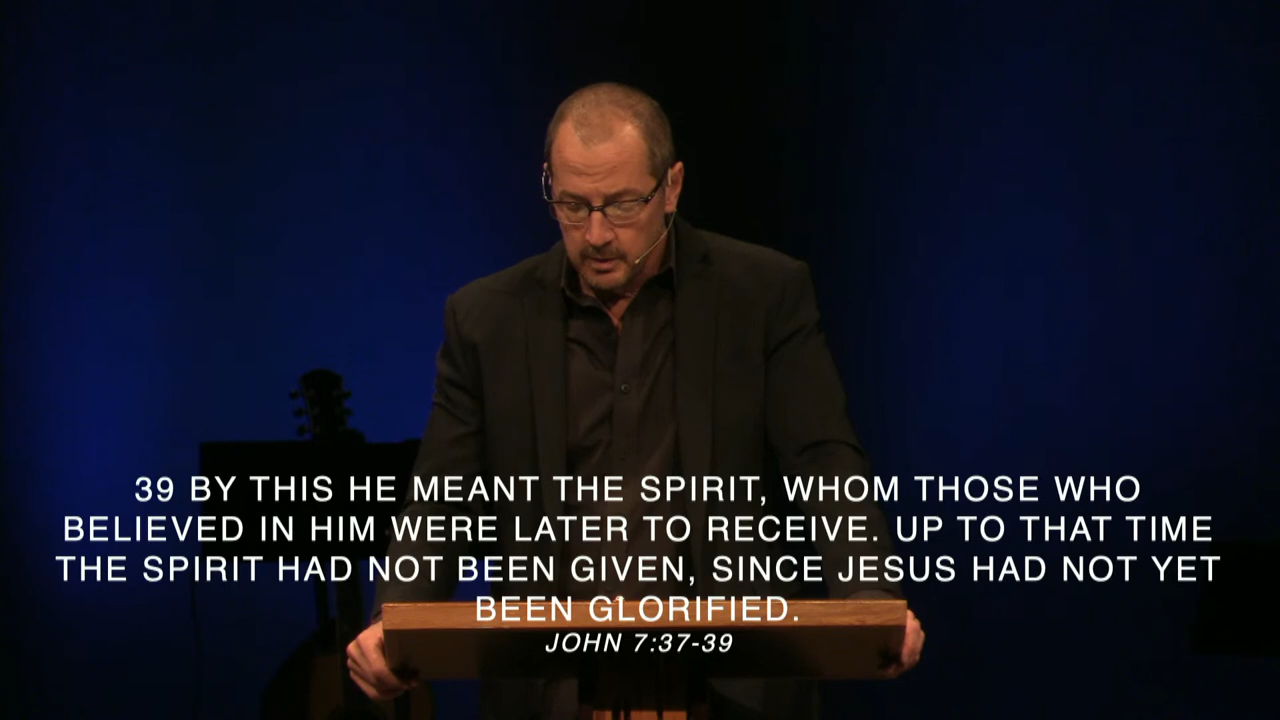 39 BY THIS HE MEANT THE SPIRIT, WHOM THOSE WHO
BELIEVED IN HIM WERE LATER TO RECEIVE. UP TO THAT TIME
THE SPIRIT HAD NOT BEEN GIVEN, SINCE JESUS HAD NOT YET
BEEN GLORIFIED.
JOHN 7:37-39